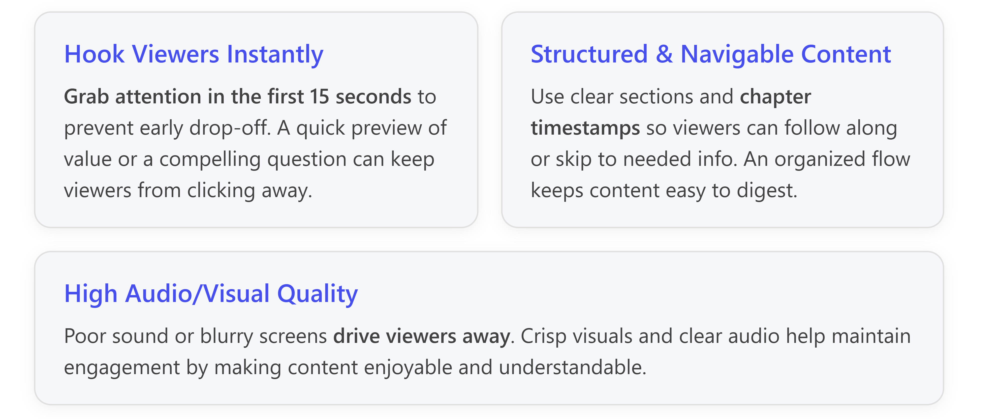 Hook Viewers Instantly
Grab attention in the first 15 seconds to
prevent early drop-off. A quick preview of
value or a compelling question can keep
viewers from clicking away.
Structured & Navigable Content
Use clear sections and chapter
timestamps so viewers can follow along
or skip to needed info. An organized flow
keeps content easy to digest.
High Audio/Visual Quality
Poor sound or blurry screens drive viewers away. Crisp visuals and clear audio help maintain
engagement by making content enjoyable and understandable.